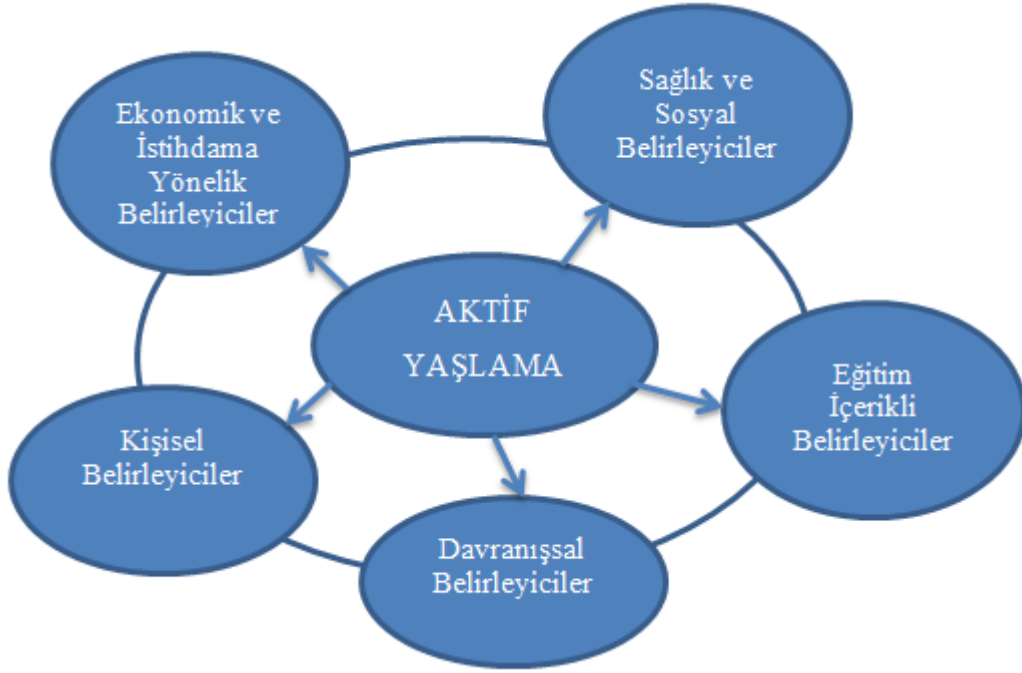 Ekonomik ve
İstihdama
Yönelik
Belirleyiciler
Sağlık ve
Sosyal
Belirleyiciler
AKTİF
YAŞLAMA
Eğitim
İçerikli
Belirleyiciler
Kişisel
Belirleyiciler
Davranışsal
Belirleyiciler